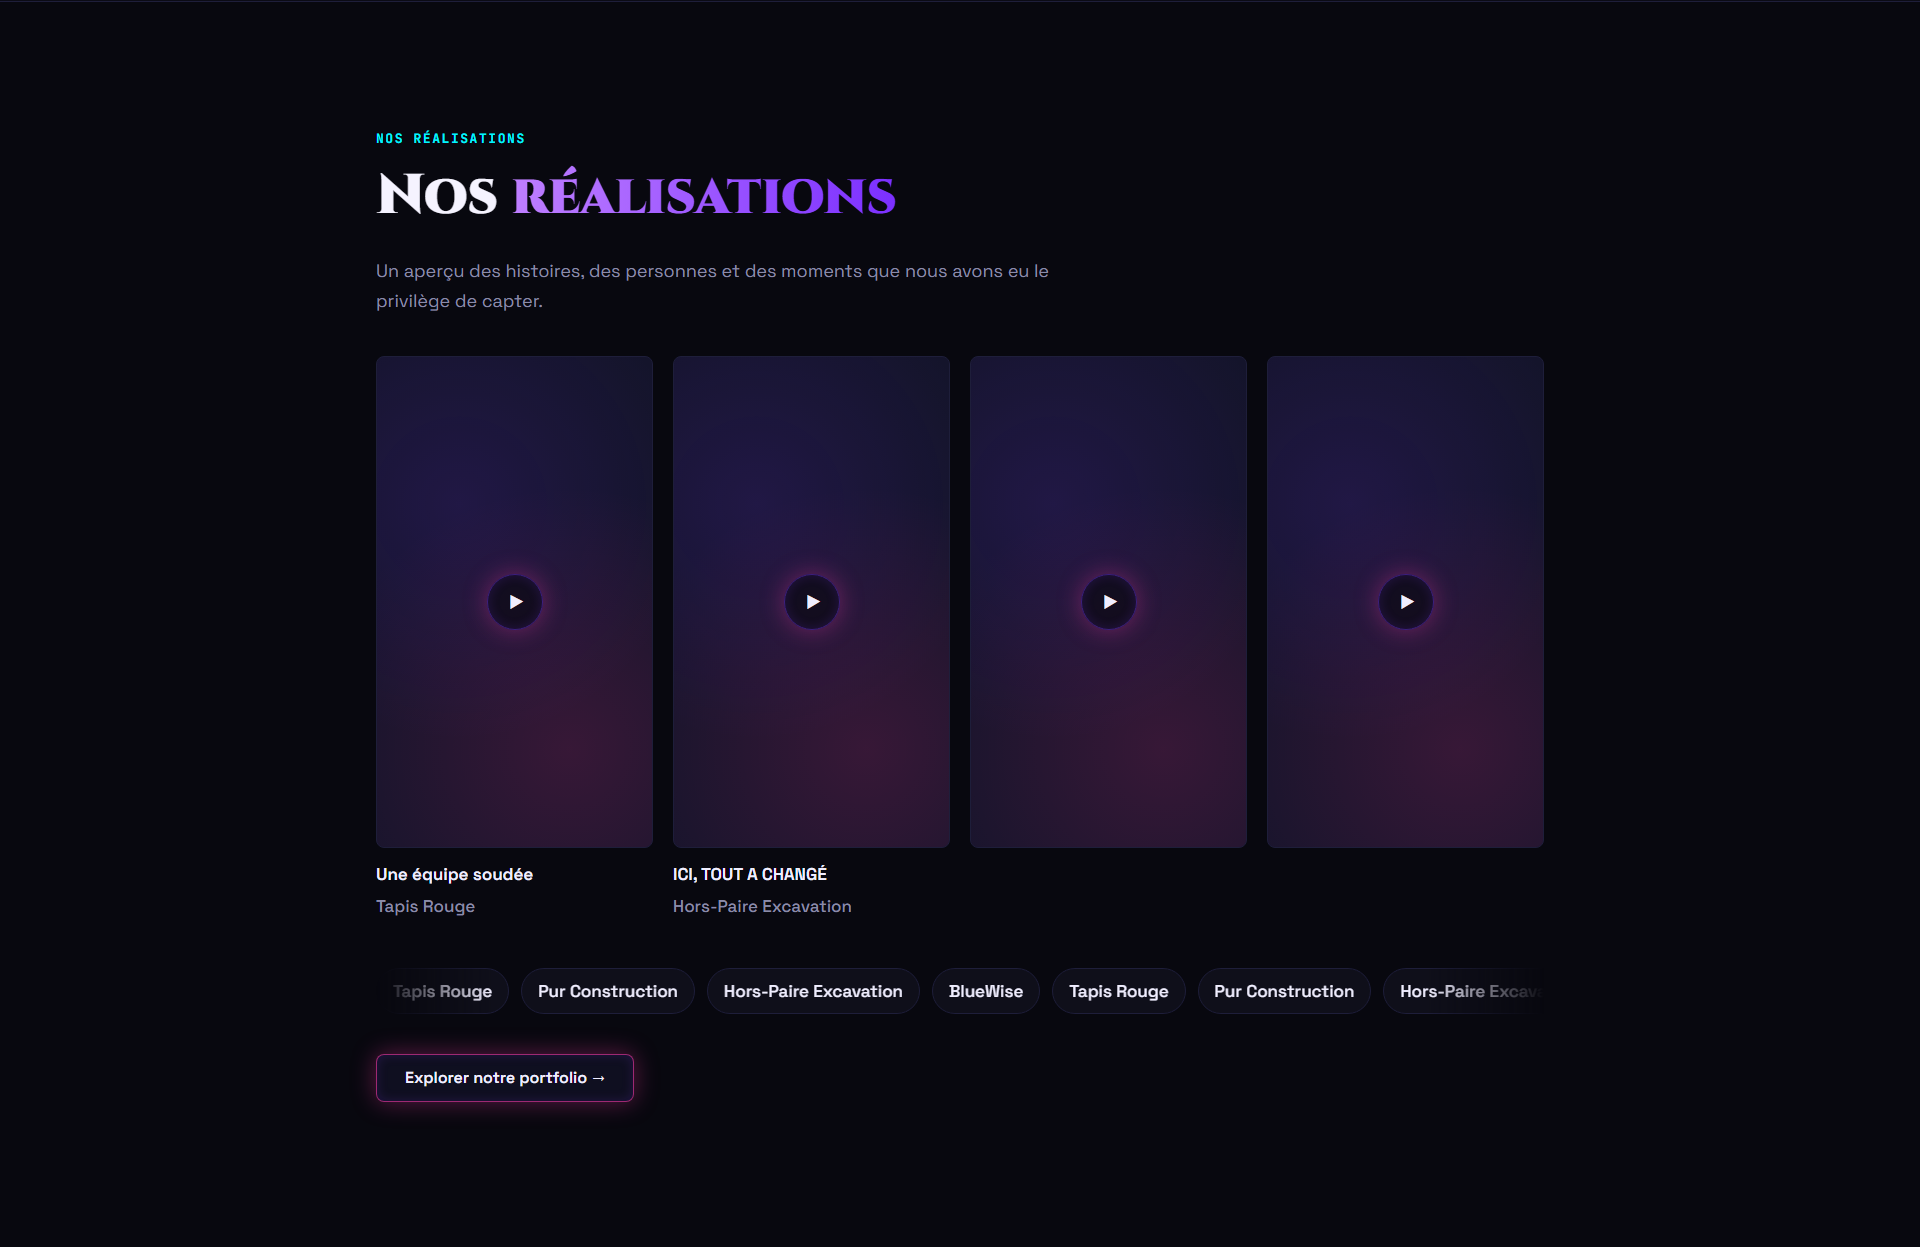 NOS RÉALISATIONS
Nos réalisations
Un aperçu des histoires, des personnes et des moments que nous avons eu le
privilège de capter.
Une équipe soudée
ICI, TOUT A CHANGÉ
Tapis Rouge
Hors-Paire Excavation
Tapis Rouge
Pur Construction
Hors-Paire Excavation
BlueWise
Tapis Rouge
Pur Construction
Hors-Paire Excava
Explorer notre portfolio →